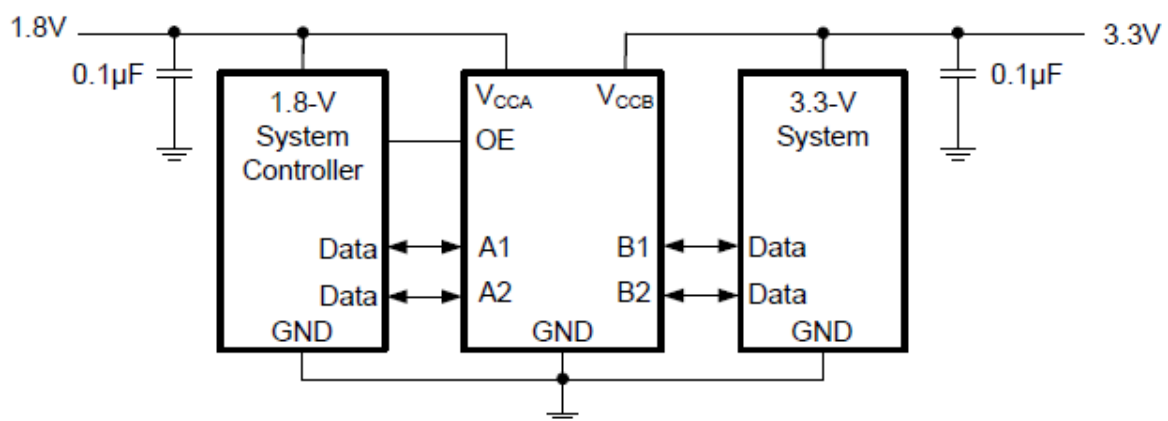 1.8V
3.3V
0.1µF
0.1µF
1.8-V
System
Controller
Data
Data
GND
VCCA
VCCB
OE
A1
B1
A2
B2
GND
3.3-V
System
Data
Data
GND